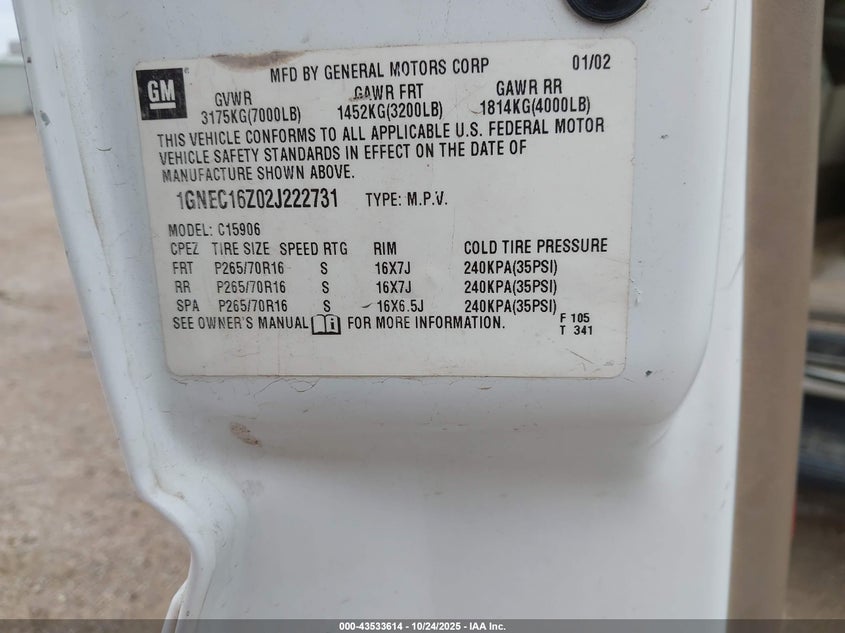 MFD BY GENERAL MOTORS CORP 01/02
GM
GVWR GAWR FRT GAWR RR
3175KG(7000LB) 1452KG(3200LB) 1814KG(4000LB)
THIS VEHICLE CONFORMS TO ALL APPLICABLE U.S. FEDERAL MOTOR
VEHICLE SAFETY STANDARDS IN EFFECT ON THE DATE OF
MANUFACTURE SHOWN ABOVE.
1GNEC16Z02J222731 TYPE: M.P.V.
MODEL: C15906
CPEZ TIRE SIZE SPEED RTG RIM COLD TIRE PRESSURE
FRT P265/70R16 S 16X7J 240KPA(35PSI)
RR P265/70R16 S 16X7J 240KPA(35PSI)
SPA P265/70R16 S 16X6.5J 240KPA(35PSI)
SEE OWNER'S MANUAL FOR MORE INFORMATION. F 105
T 341
000-43533614 - 10/24/2025 - IAA Inc.